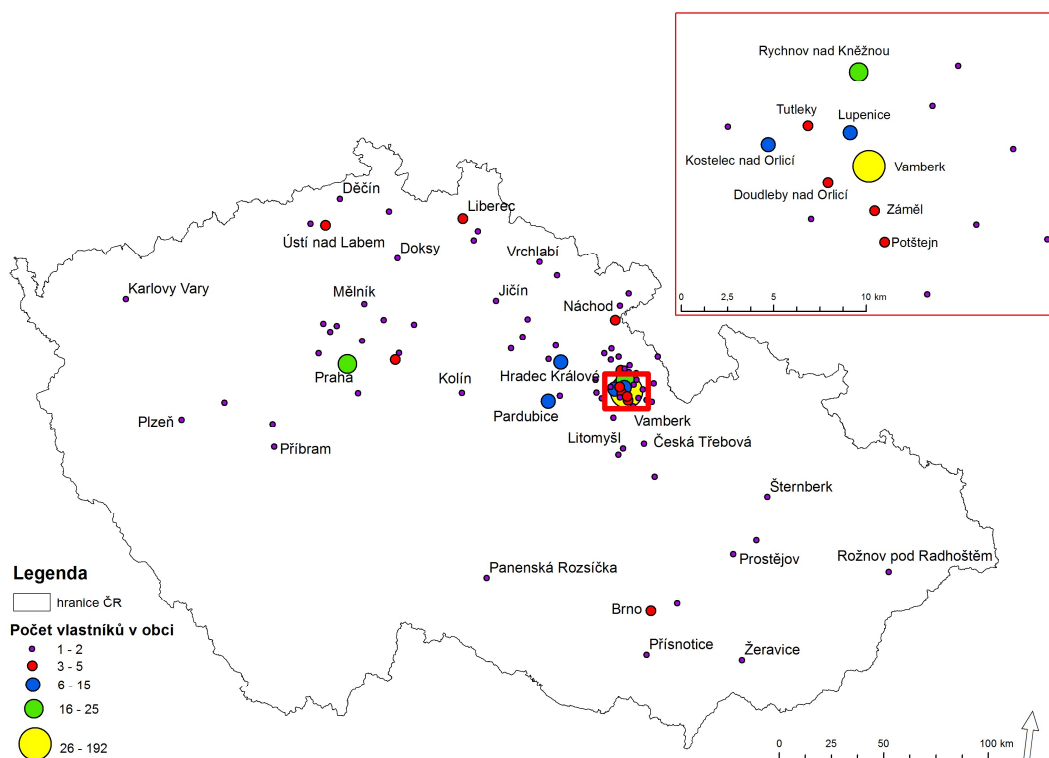 Rychnov nad Kněžnou
Tutleky
Lupenice
Kostelec nad Orlicí
Vamberk
Doudleby nad Orlicí
Záměl
Potštejn
0 2,5 5 10 km
Děčín
Liberec
Ústí nad Labem
Doksy
Vrchlabí
Karlovy Vary
Mělník
Jičín
Náchod
Praha
Kolín
Hradec Králové
Pardubice
Vamberk
Plzeň
Příbram
Litomyšl
Česká Třebová
Šternberk
Prostějov
Rožnov pod Radhoštěm
Panenská Rozsíčka
Brno
Přísnotice
Žeravice
Legenda
hranice ČR
Počet vlastníků v obci
1 - 2
3 - 5
6 - 15
16 - 25
26 - 192
0 25 50 100 km